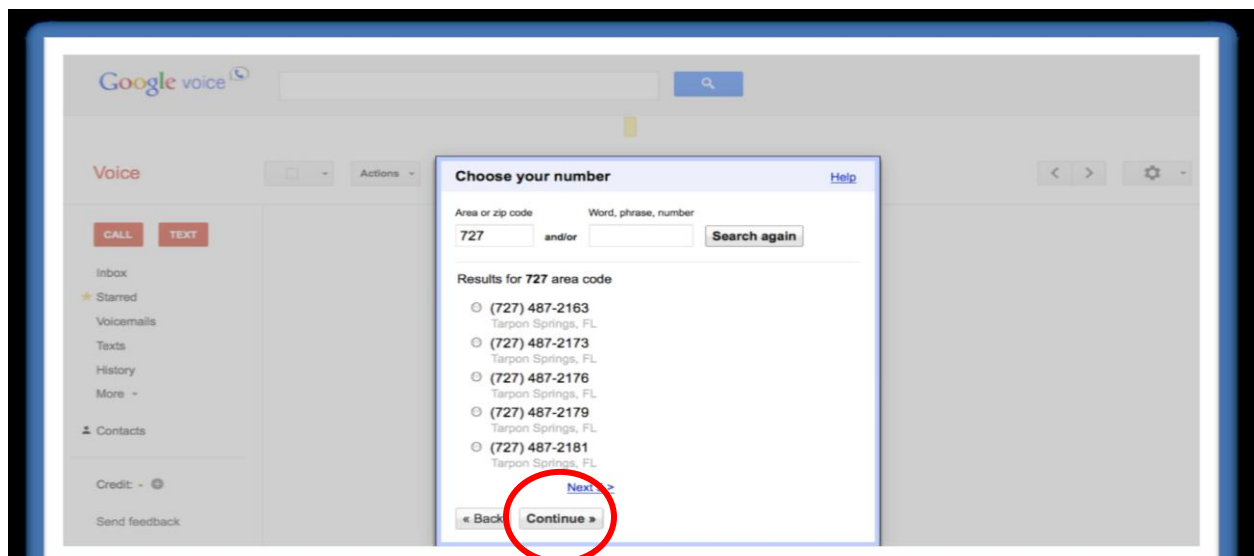 Google voice
Voice
Actions
CALL TEXT
Inbox
Starred
Voicemails
Texts
History
More
Contacts
Credit: -
Send feedback
Choose your number Help
Area or zip code Word, phrase, number
727 and/or Search again
Results for 727 area code
(727) 487-2163
Tarpon Springs, FL
(727) 487-2173
Tarpon Springs, FL
(727) 487-2176
Tarpon Springs, FL
(727) 487-2179
Tarpon Springs, FL
(727) 487-2181
Tarpon Springs, FL
Next >
« Back Continue »